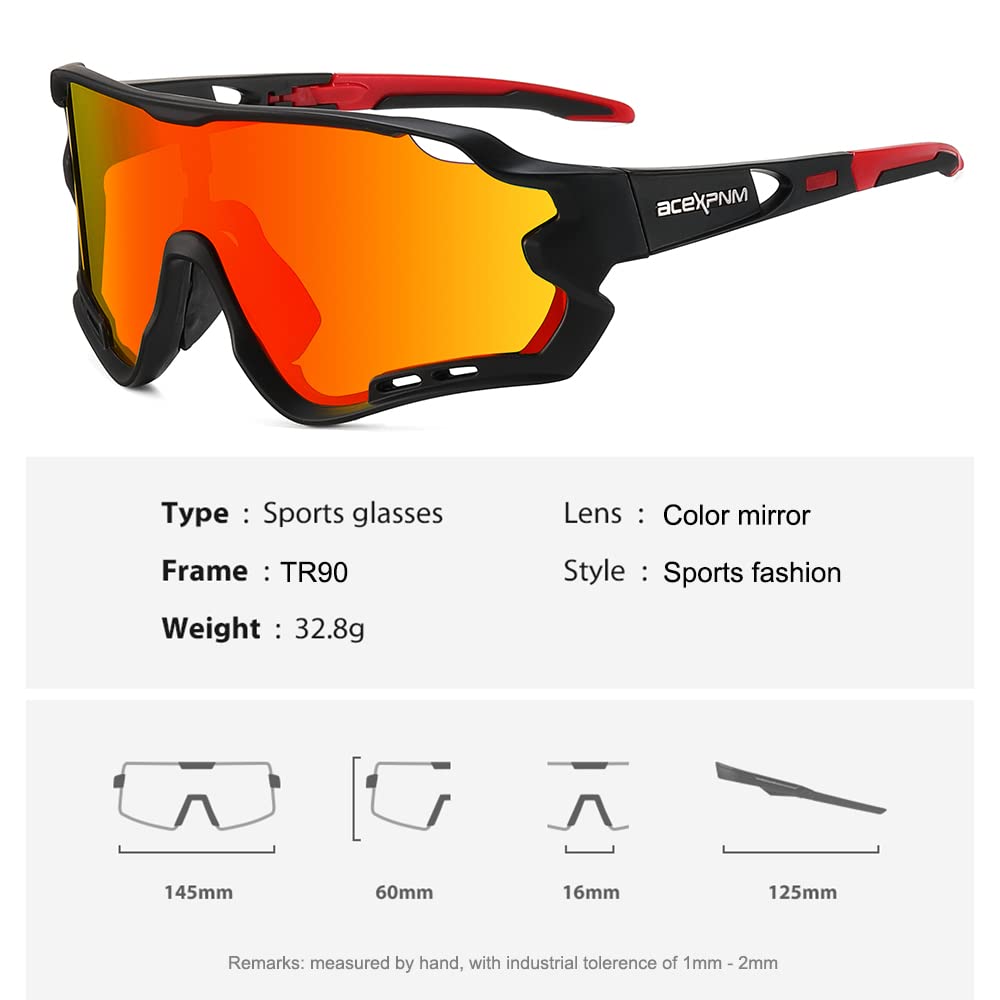 aceXPNM
Type : Sports glasses
Lens : Color mirror
Frame : TR90
Style : Sports fashion
Weight : 32.8g
145mm
60mm
16mm
125mm
Remarks: measured by hand, with industrial tolerence of 1mm - 2mm